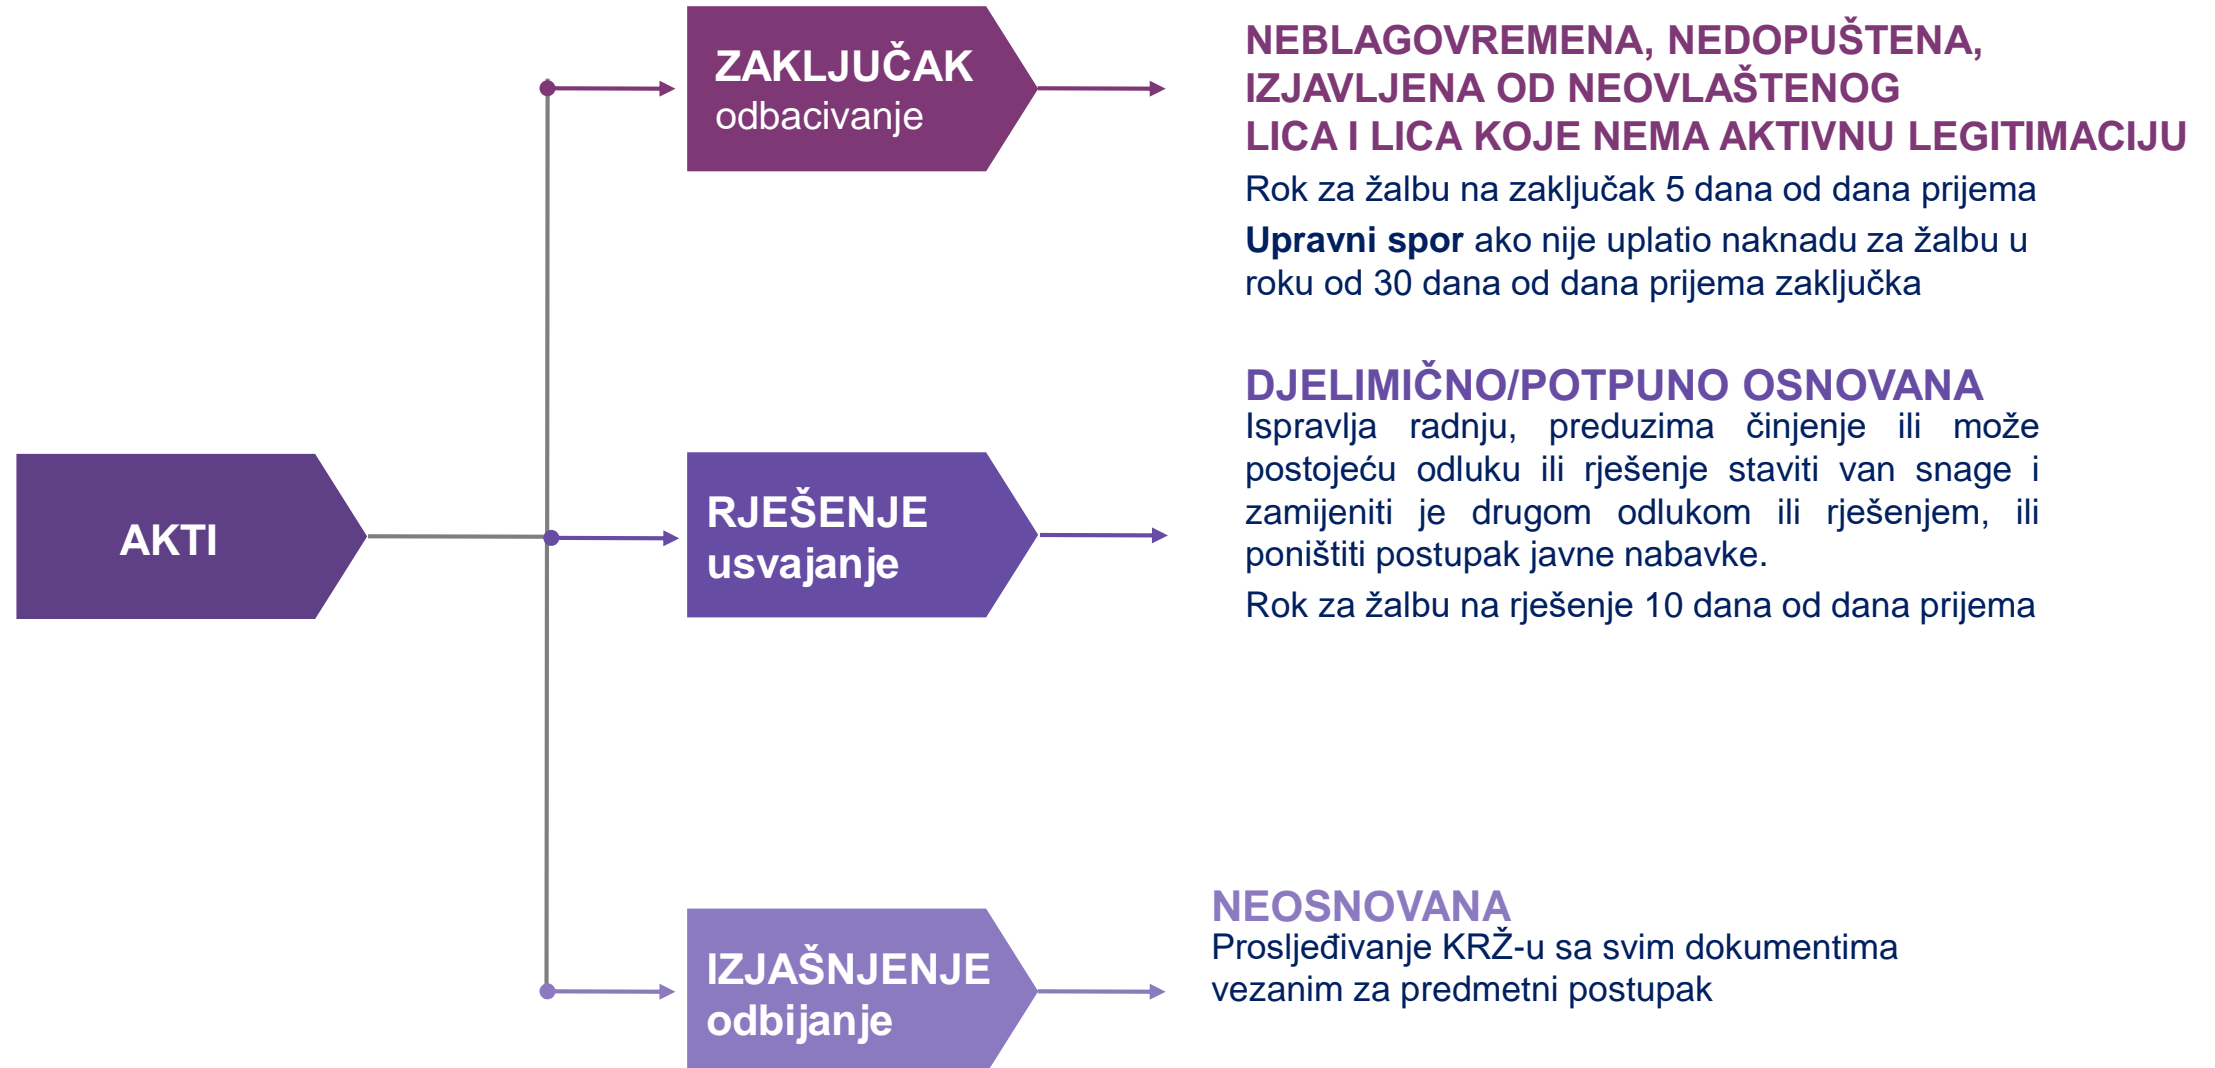 AKTI
ZAKLJUČAK
odbacivanje
NEBLAGOVREMENA, NEDOPUŠTENA,
IZJAVLJENA OD NEOVLAŠTENOG
LICA I LICA KOJE NEMA AKTIVNU LEGITIMACIJU
Rok za žalbu na zaključak 5 dana od dana prijema
Upravni spor ako nije uplatio naknadu za žalbu u
roku od 30 dana od dana prijema zaključka
RJEŠENJE
usvajanje
DJELIMIČNO/POTPUNO OSNOVANA
Ispravlja radnju, preduzima činjenje ili može
postojeću odluku ili rješenje staviti van snage i
zamijeniti je drugom odlukom ili rješenjem, ili
poništiti postupak javne nabavke.
Rok za žalbu na rješenje 10 dana od dana prijema
IZJAŠNJENJE
odbijanje
NEOSNOVANA
Prosljeđivanje KRŽ-u sa svim dokumentima
vezanim za predmetni postupak